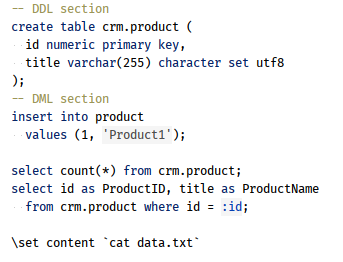 -- DDL section
create table crm.product (
  id numeric primary key,
  title varchar(255) character set utf8
);
-- DML section
insert into product
  values (1, 'Product1');

select count(*) from crm.product;
select id as ProductID, title as ProductName
  from crm.product where id = :id;

\set content `cat data.txt`